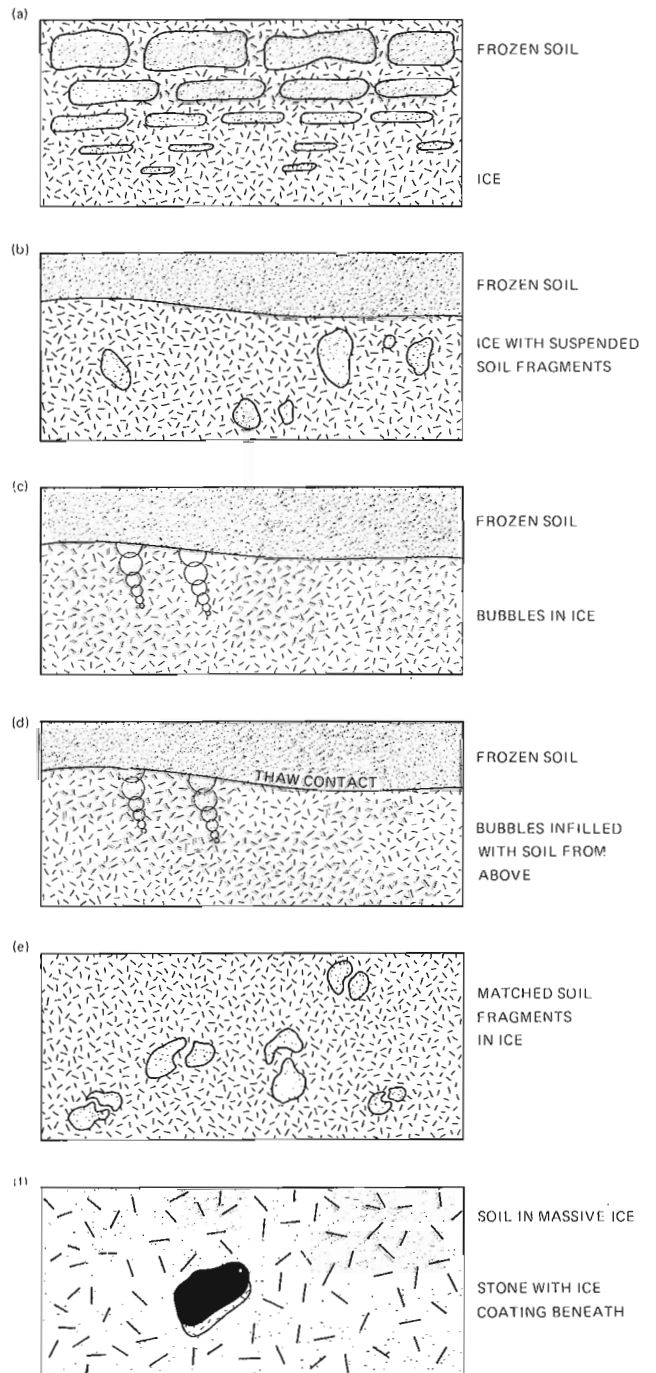 (a)
FROZEN SOIL
ICE
(b)
FROZEN SOIL
ICE WITH SUSPENDED
SOIL FRAGMENTS
(c)
FROZEN SOIL
BUBBLES IN ICE
(d)
FROZEN SOIL
THAW CONTACT
BUBBLES INFILLED
WITH SOIL FROM
ABOVE
(e)
MATCHED SOIL
FRAGMENTS
IN ICE
(f)
SOIL IN MASSIVE ICE
STONE WITH ICE
COATING BENEATH